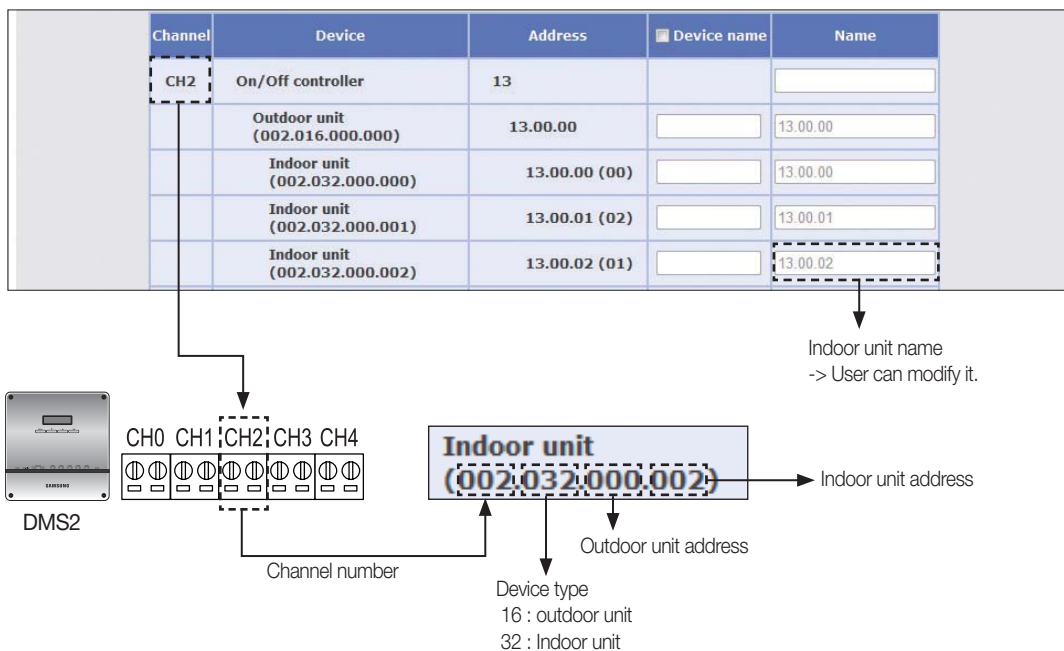 Channel Device Address Device name Name
CH2 On/Off controller 13
Outdoor unit
(002.016.000.000) 13.00.00 13.00.00
Indoor unit
(002.032.000.000) 13.00.00 (00) 13.00.00
Indoor unit
(002.032.000.001) 13.00.01 (02) 13.00.01
Indoor unit
(002.032.000.002) 13.00.02 (01) 13.00.02
Indoor unit name
-> User can modify it.
CH0 CH1 CH2 CH3 CH4
SAMSUNG
DMS2
Indoor unit
(002.032.000.002)
Indoor unit address
Outdoor unit address
Channel number
Device type
16 : outdoor unit
32 : Indoor unit